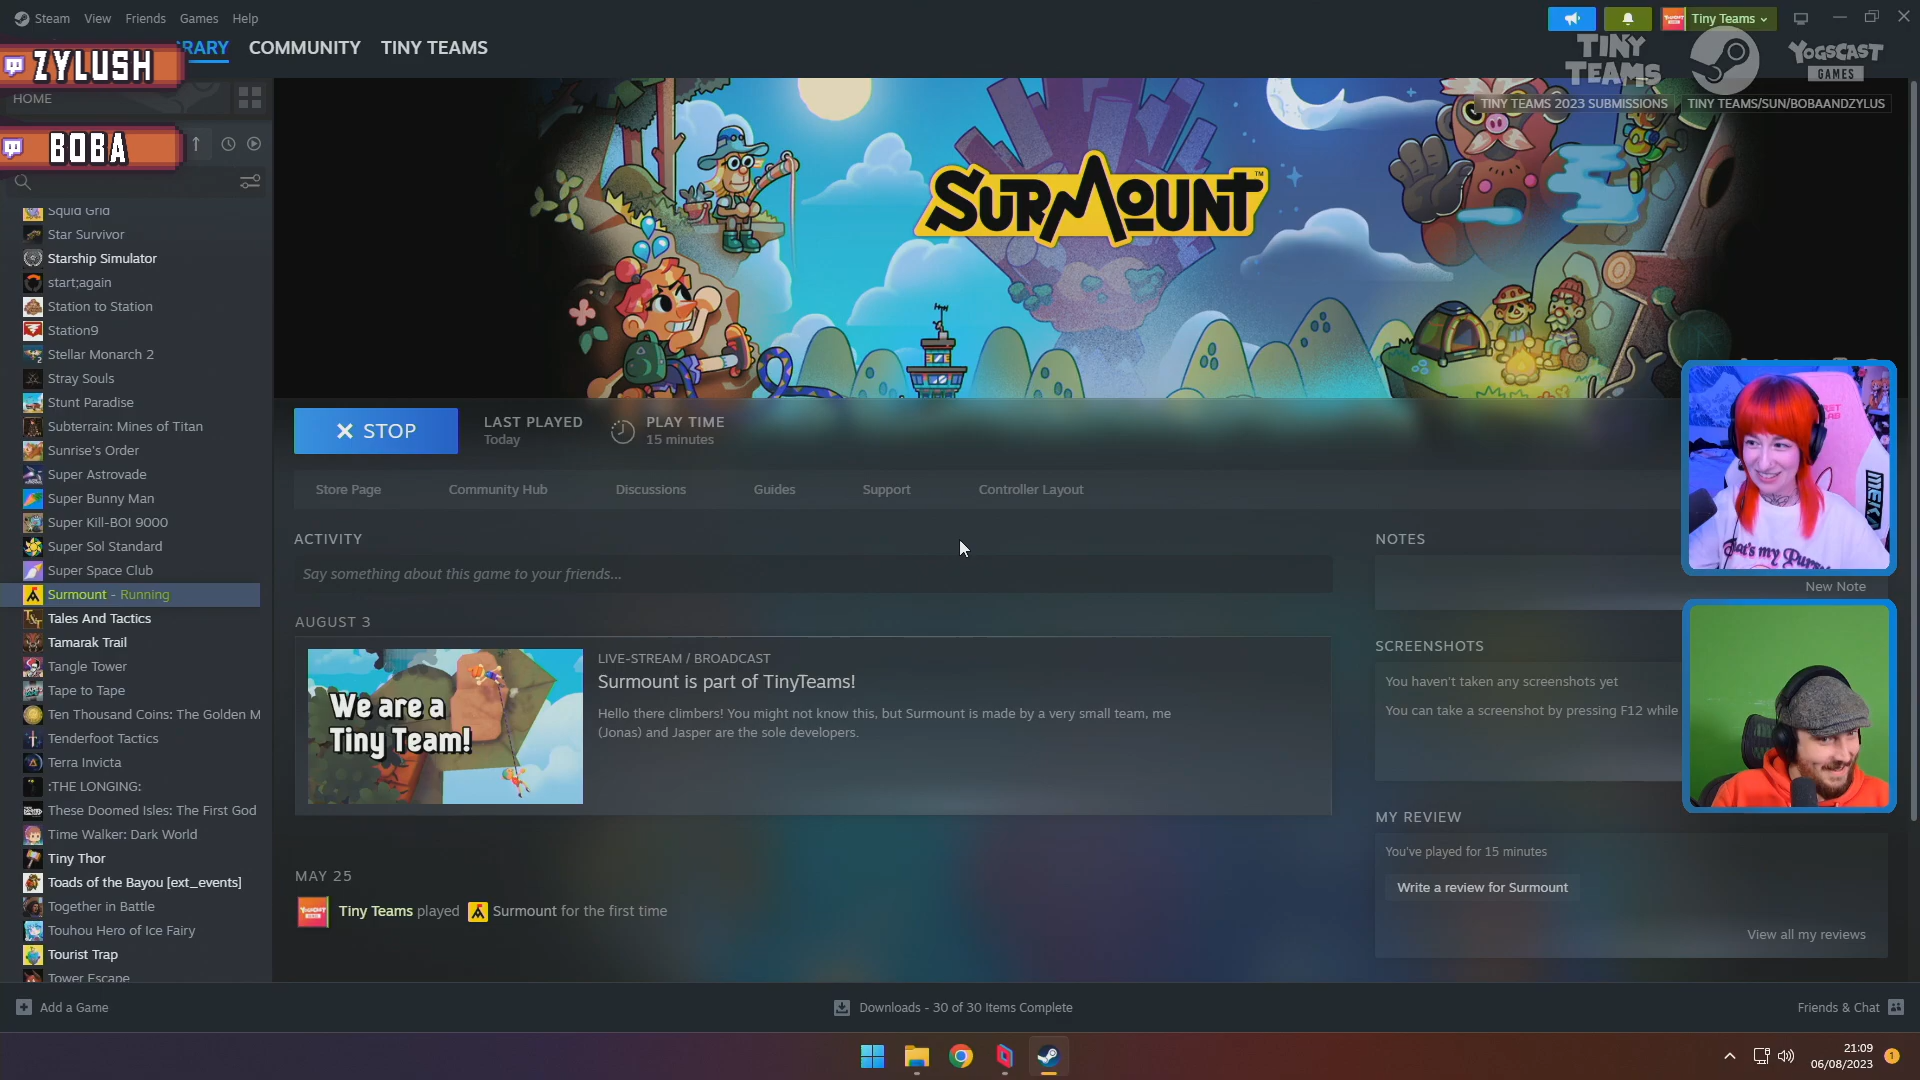 Steam View Friends Games Help
Tiny Teams
RARY COMMUNITY TINY TEAMS
ZYLUSH
TINY TEAMS
YOGSCAST GAMES
HOME
TINY TEAMS 2023 SUBMISSIONS TINY TEAMS/SUN/BOBAANDZYLUS
BOBA
SURMOUNT™
Squid Grid
Star Survivor
Starship Simulator
start;again
Station to Station
Station9
Stellar Monarch 2
Stray Souls
Stunt Paradise
Subterrain: Mines of Titan
Sunrise's Order
Super Astrovade
Super Bunny Man
Super Kill-BOI 9000
Super Sol Standard
Super Space Club
Surmount - Running
Tales And Tactics
Tamarak Trail
Tangle Tower
Tape to Tape
Ten Thousand Coins: The Golden M
Tenderfoot Tactics
Terra Invicta
:THE LONGING:
These Doomed Isles: The First God
Time Walker: Dark World
Tiny Thor
Toads of the Bayou [ext_events]
Together in Battle
Touhou Hero of Ice Fairy
Tourist Trap
Tower Escape
STOP
LAST PLAYED
Today
PLAY TIME
15 minutes
Store Page Community Hub Discussions Guides Support Controller Layout
ACTIVITY
Say something about this game to your friends...
AUGUST 3
We are a
Tiny Team!
LIVE-STREAM / BROADCAST
Surmount is part of TinyTeams!
Hello there climbers! You might not know this, but Surmount is made by a very small team, me
(Jonas) and Jasper are the sole developers.
MAY 25
Tiny Teams played Surmount for the first time
NOTES
New Note
SCREENSHOTS
You haven't taken any screenshots yet
You can take a screenshot by pressing F12 while
MY REVIEW
You've played for 15 minutes
Write a review for Surmount
View all my reviews
MEKA
That's my Purse
Add a Game
Downloads - 30 of 30 Items Complete
Friends & Chat
21:09
06/08/2023
1